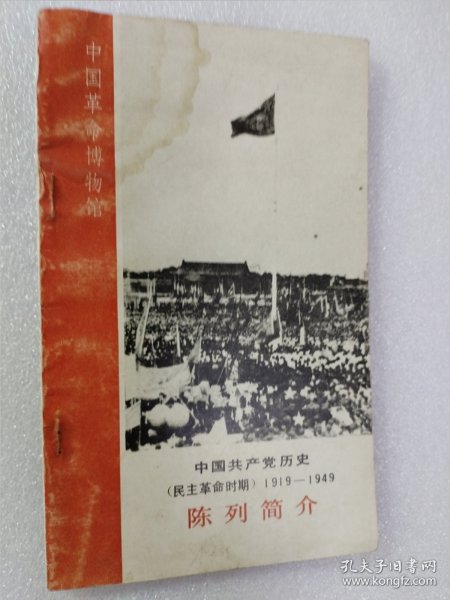 中国革命博物馆
中国共产党历史
(民主革命时期) 1919—1949
陈列简介
孔夫子旧书网
www.kongfz.com